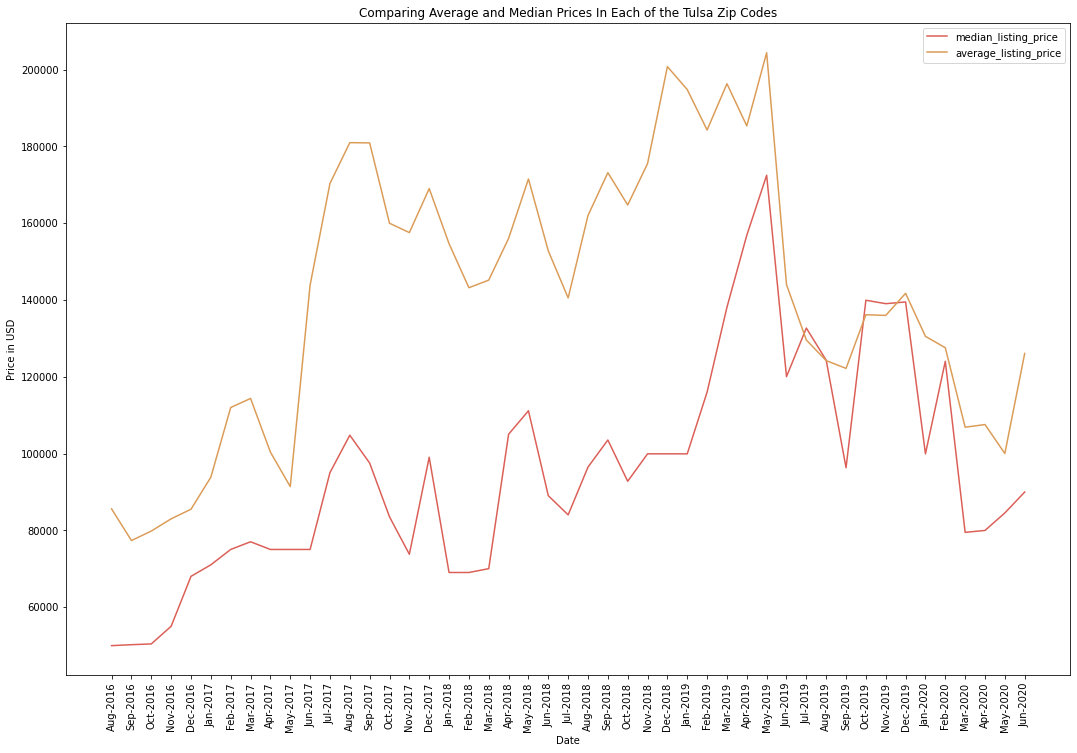 Comparing Average and Median Prices In Each of the Tulsa Zip Codes
median_listing_price
average_listing_price
Price in USD
200000
180000
160000
140000
120000
100000
80000
60000
Aug-2016
Sep-2016
Oct-2016
Nov-2016
Dec-2016
Jan-2017
Feb-2017
Mar-2017
Apr-2017
May-2017
Jun-2017
Jul-2017
Aug-2017
Sep-2017
Oct-2017
Nov-2017
Dec-2017
Jan-2018
Feb-2018
Mar-2018
Apr-2018
May-2018
Jun-2018
Jul-2018
Aug-2018
Sep-2018
Oct-2018
Nov-2018
Dec-2018
Jan-2019
Feb-2019
Mar-2019
Apr-2019
May-2019
Jun-2019
Jul-2019
Aug-2019
Sep-2019
Oct-2019
Nov-2019
Dec-2019
Jan-2020
Feb-2020
Mar-2020
Apr-2020
May-2020
Jun-2020
Date